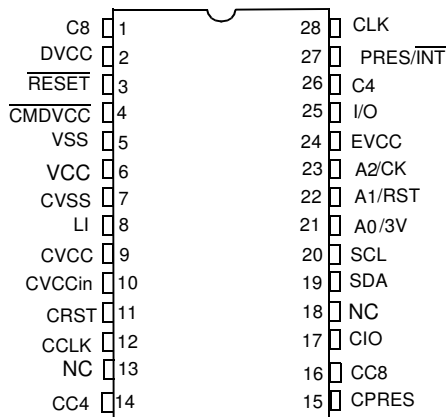 C8 1 28 CLK
DVCC 2 27 PRES/INT
RESET 3 26 C4
CMDVCC 4 25 I/O
VSS 5 24 EVCC
VCC 6 23 A2/CK
CVSS 7 22 A1/RST
LI 8 21 A0/3V
CVCC 9 20 SCL
CVCCin 10 19 SDA
CRST 11 18 NC
CCLK 12 17 CIO
NC 13 16 CC8
CC4 14 15 CPRES